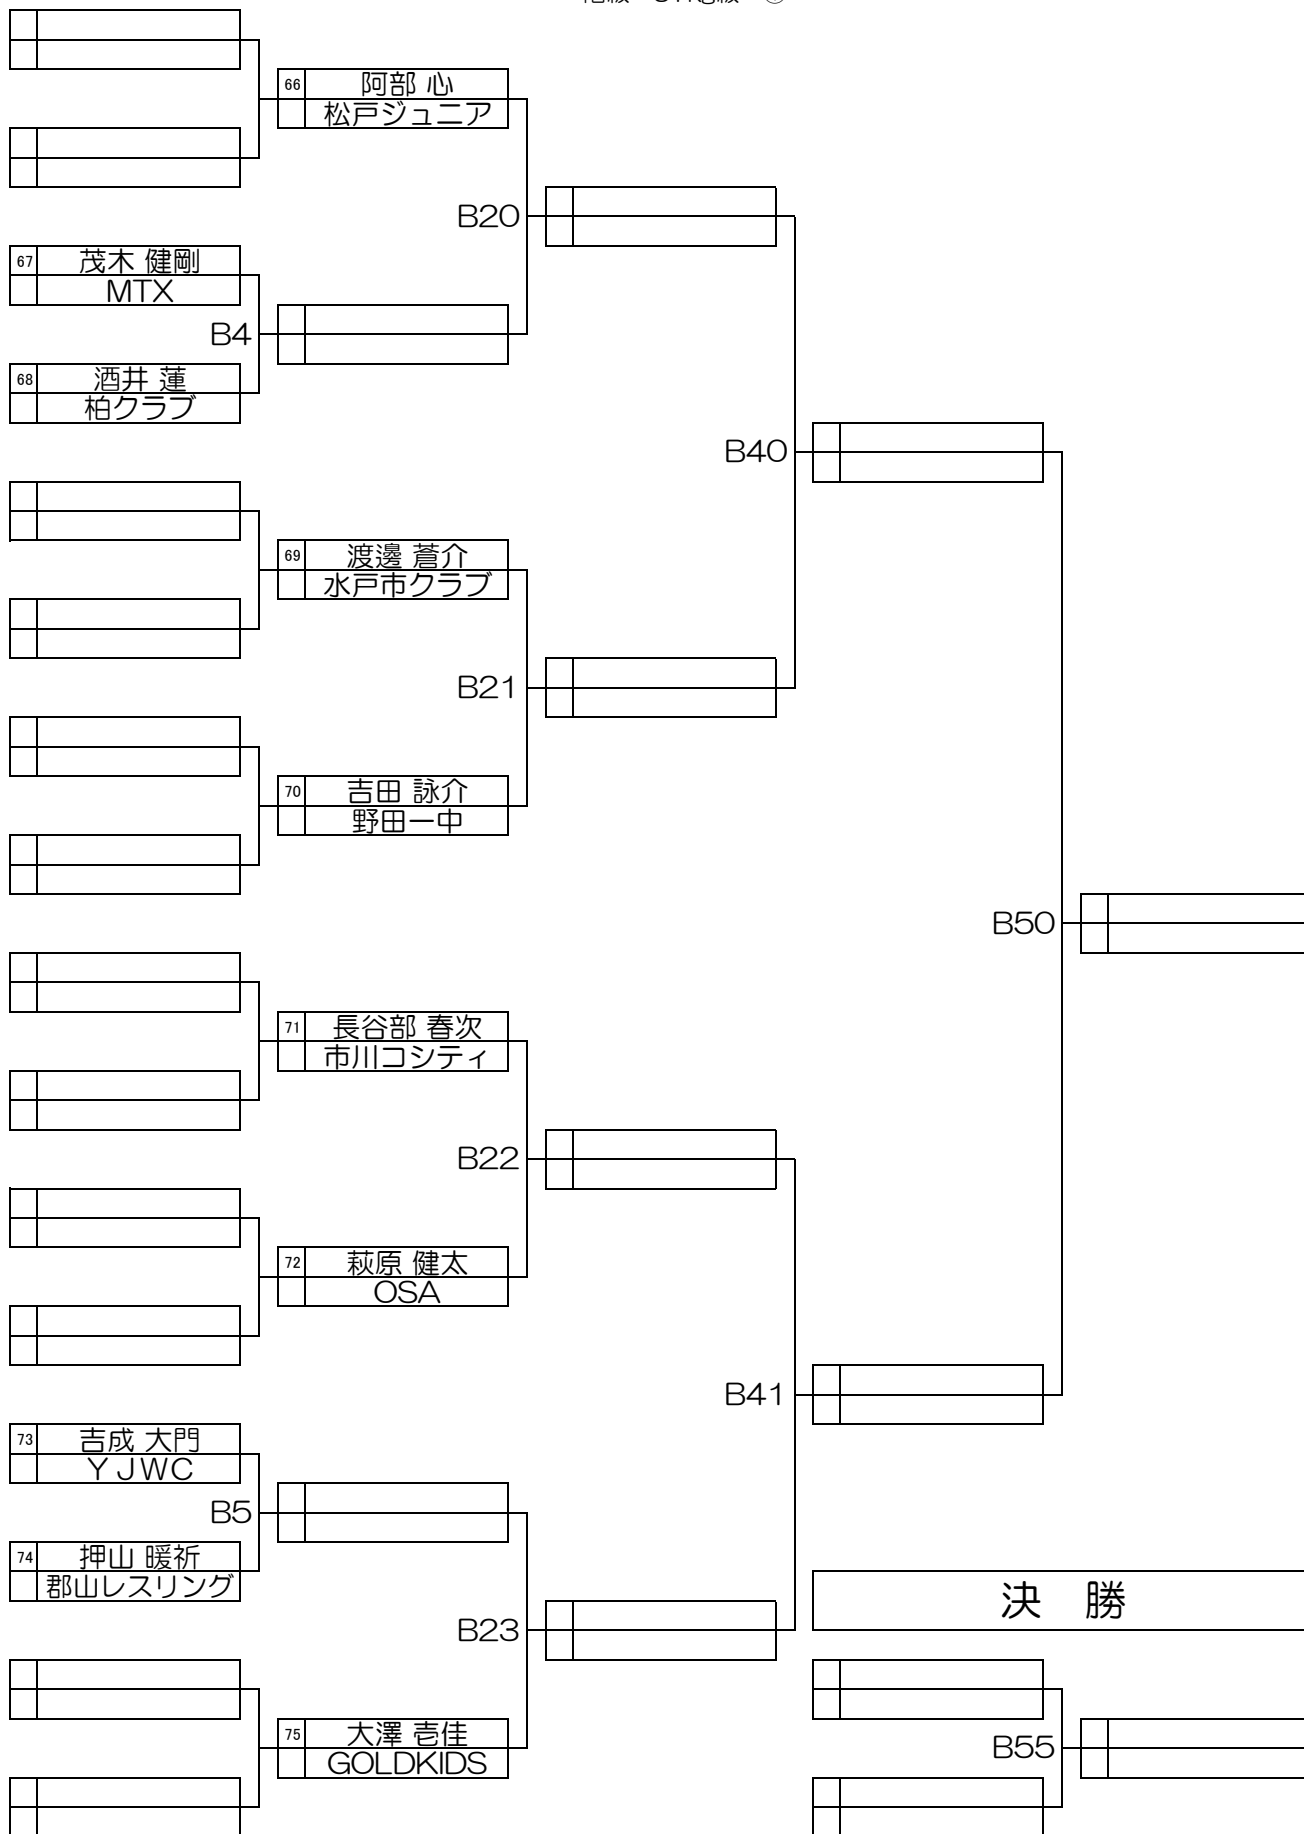 66 阿部 心
松戸ジュニア
B20
67 茂木 健剛
MTX
B4
68 酒井 蓮
柏クラブ
B40
69 渡邊 蒼介
水戸市クラブ
B21
70 吉田 詠介
野田一中
B50
71 長谷部 春次
市川コシティ
B22
72 萩原 健太
OSA
B41
73 吉成 大門
YJWC
B5
74 押山 暖祈
郡山レスリング
決 勝
B23
75 大澤 壱佳
GOLDKIDS
B55